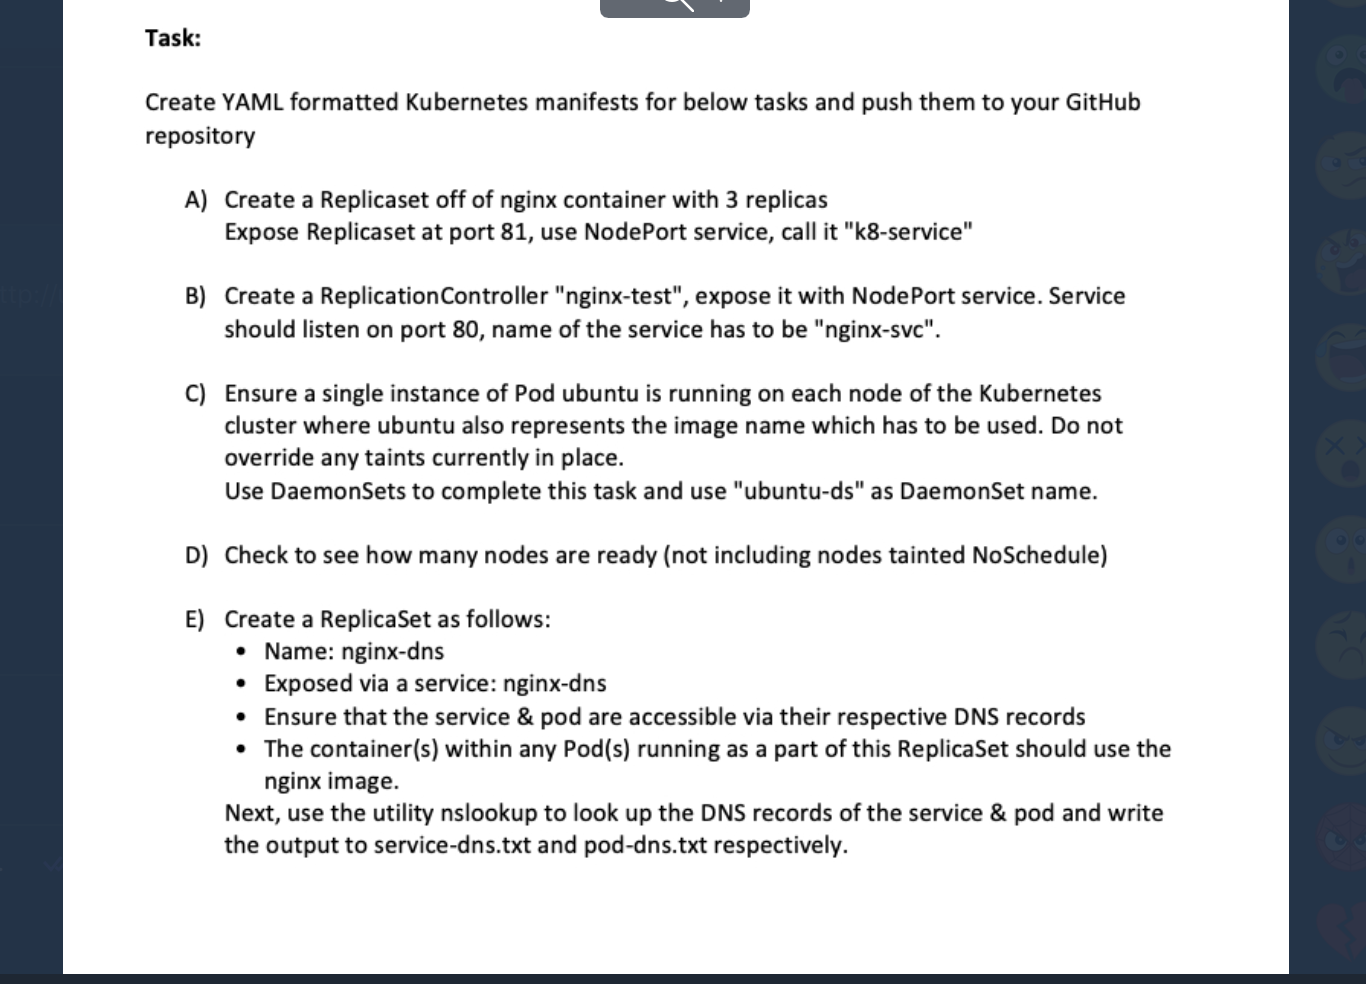 Task:
Create YAML formatted Kubernetes manifests for below tasks and push them to your GitHub
repository
A) Create a Replicaset off of nginx container with 3 replicas
Expose Replicaset at port 81, use NodePort service, call it "k8-service"
B) Create a ReplicationController "nginx-test", expose it with NodePort service. Service
should listen on port 80, name of the service has to be "nginx-svc".
C) Ensure a single instance of Pod ubuntu is running on each node of the Kubernetes
cluster where ubuntu also represents the image name which has to be used. Do not
override any taints currently in place.
Use DaemonSets to complete this task and use "ubuntu-ds" as DaemonSet name.
D) Check to see how many nodes are ready (not including nodes tainted NoSchedule)
E) Create a ReplicaSet as follows:
• Name: nginx-dns
• Exposed via a service: nginx-dns
• Ensure that the service & pod are accessible via their respective DNS records
• The container(s) within any Pod(s) running as a part of this ReplicaSet should use the
nginx image.
Next, use the utility nslookup to look up the DNS records of the service & pod and write
the output to service-dns.txt and pod-dns.txt respectively.